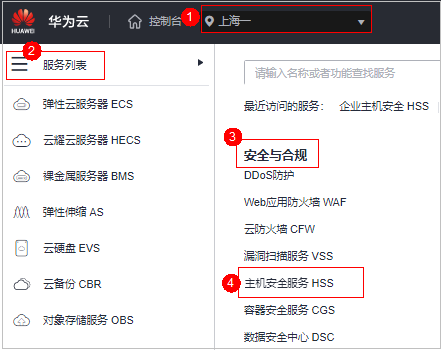 HUAWEI
华为云
控制台
1
上海一
2
服务列表
弹性云服务器 ECS
云耀云服务器 HECS
裸金属服务器 BMS
弹性伸缩 AS
云硬盘 EVS
云备份 CBR
对象存储服务 OBS
请输入名称或者功能查找服务
最近访问的服务: 企业主机安全 HSS
3
安全与合规
DDoS防护
Web应用防火墙 WAF
云防火墙 CFW
漏洞扫描服务 VSS
4
主机安全服务 HSS
容器安全服务 CGS
数据安全中心 DSC